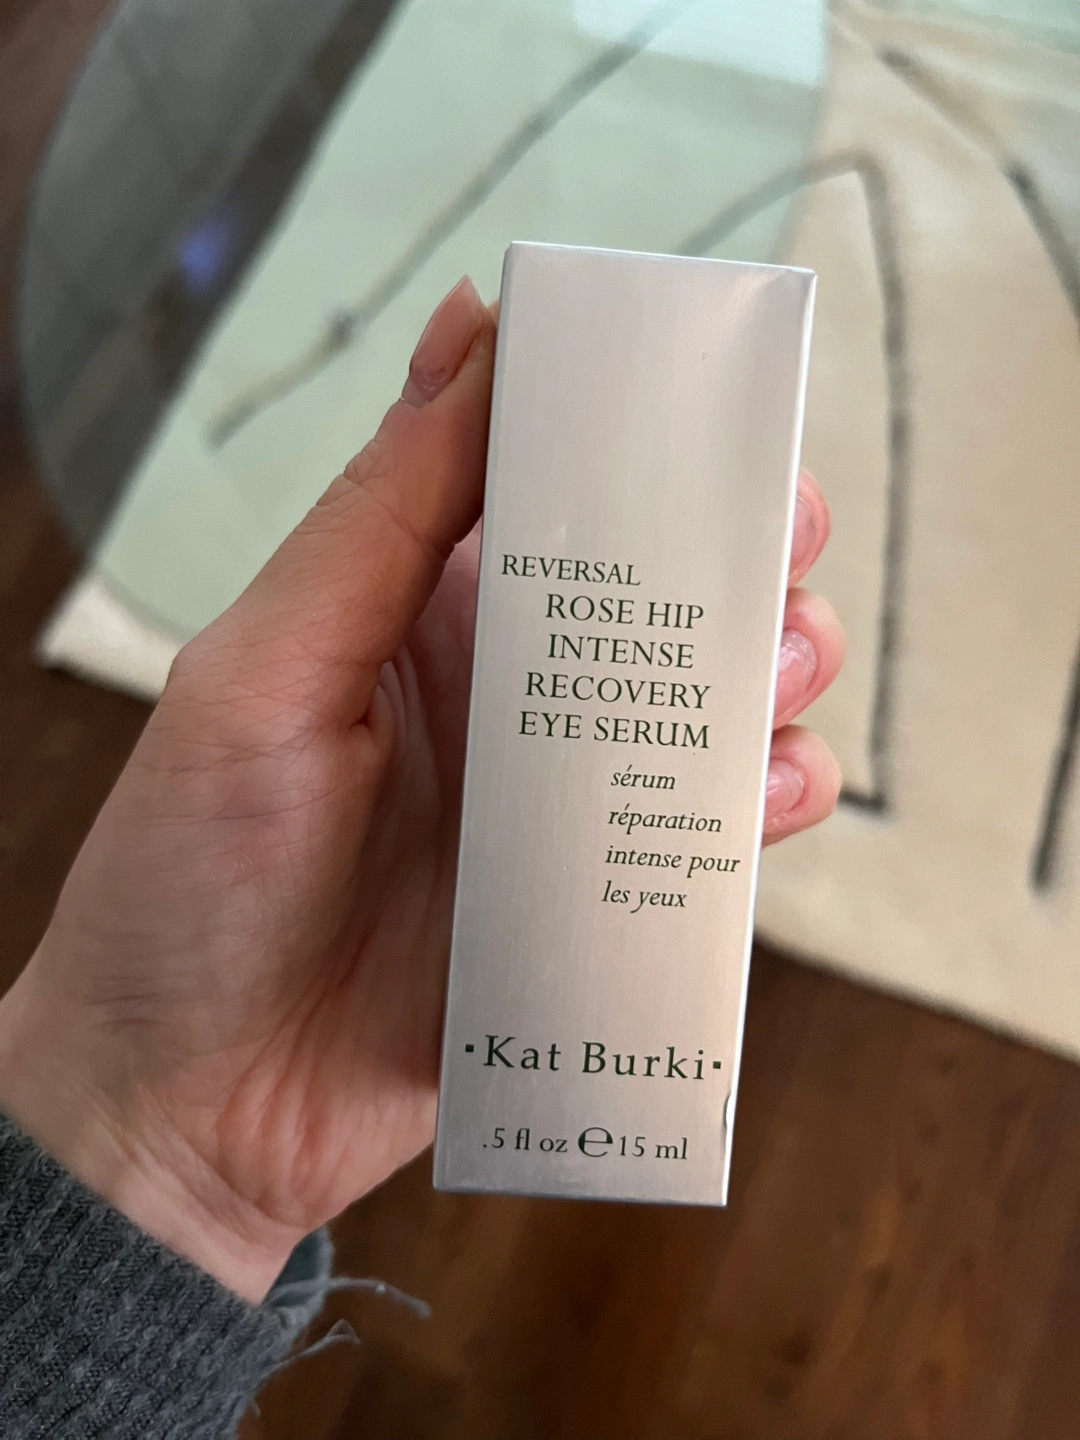 REVERSAL
ROSE HIP
INTENSE
RECOVERY
EYE SERUM
sérum
réparation
intense pour
les yeux
▪Kat Burki▪
.5 fl oz ℮ 15 ml